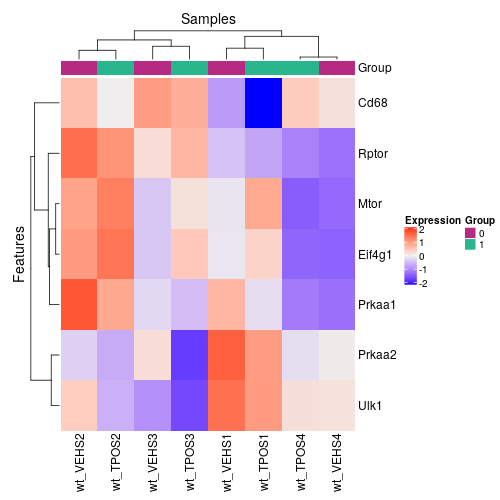 Samples
Group
Cd68
Rptor
Mtor
Eif4g1
Prkaa1
Prkaa2
Ulk1
Features
wt_VEHS2
wt_TPOS2
wt_VEHS3
wt_TPOS3
wt_VEHS1
wt_TPOS1
wt_TPOS4
wt_VEHS4
Expression
2
1
0
-1
-2
Group
0
1